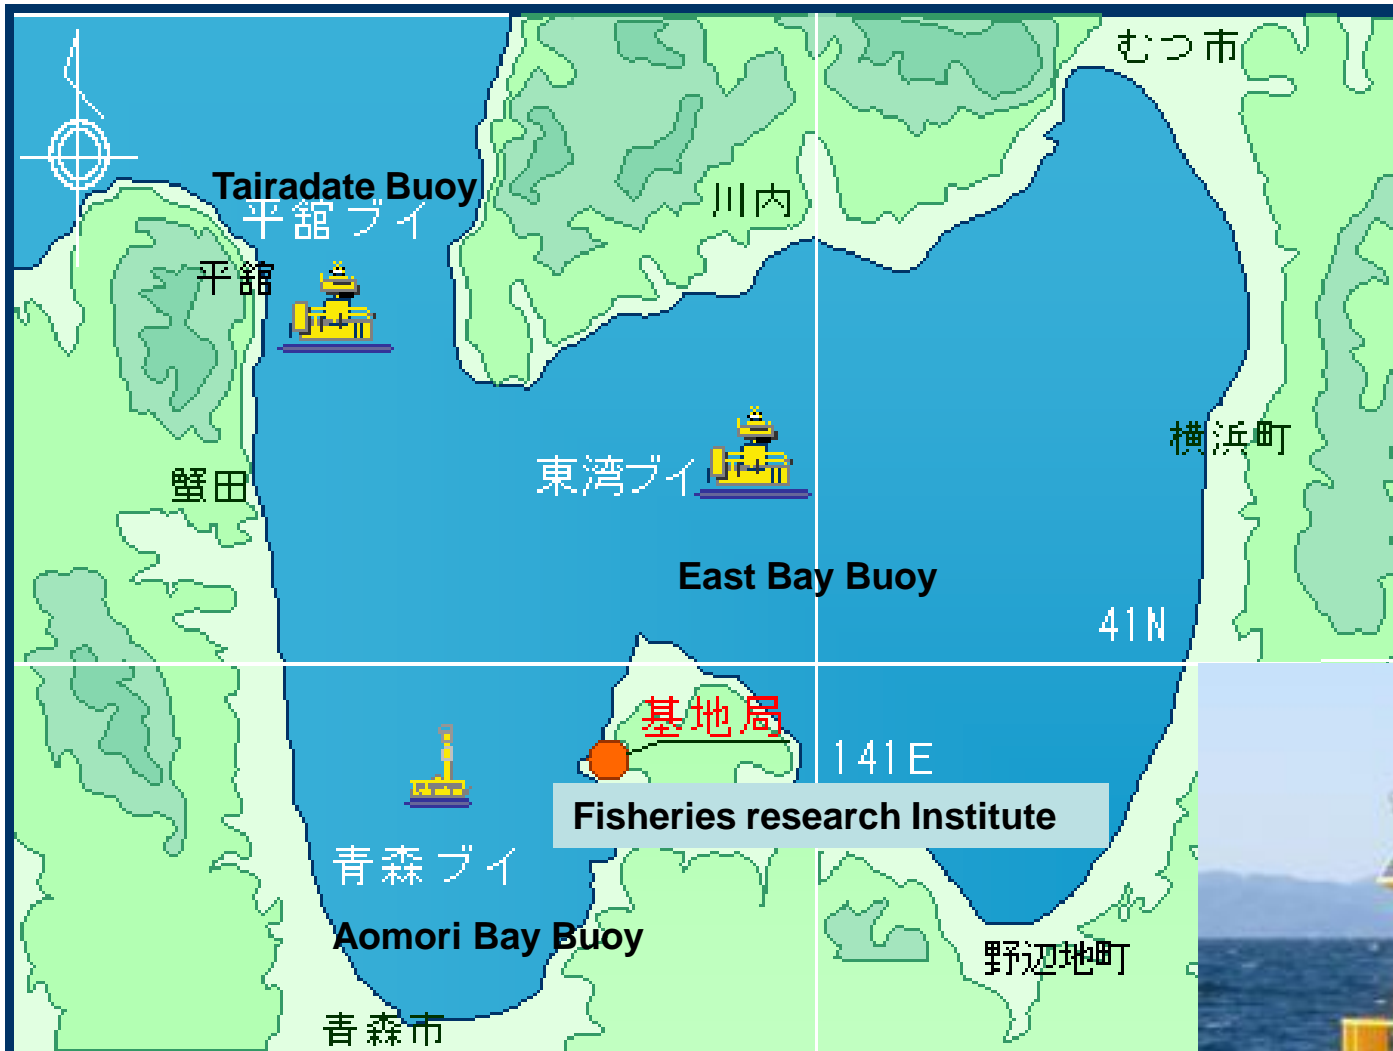 むつ市
Tairadate Buoy
平舘ブイ
川内
平舘
横浜町
蟹田
東湾ブイ
East Bay Buoy
41N
基地局
141E
Fisheries research Institute
青森ブイ
Aomori Bay Buoy
野辺地町
青森市